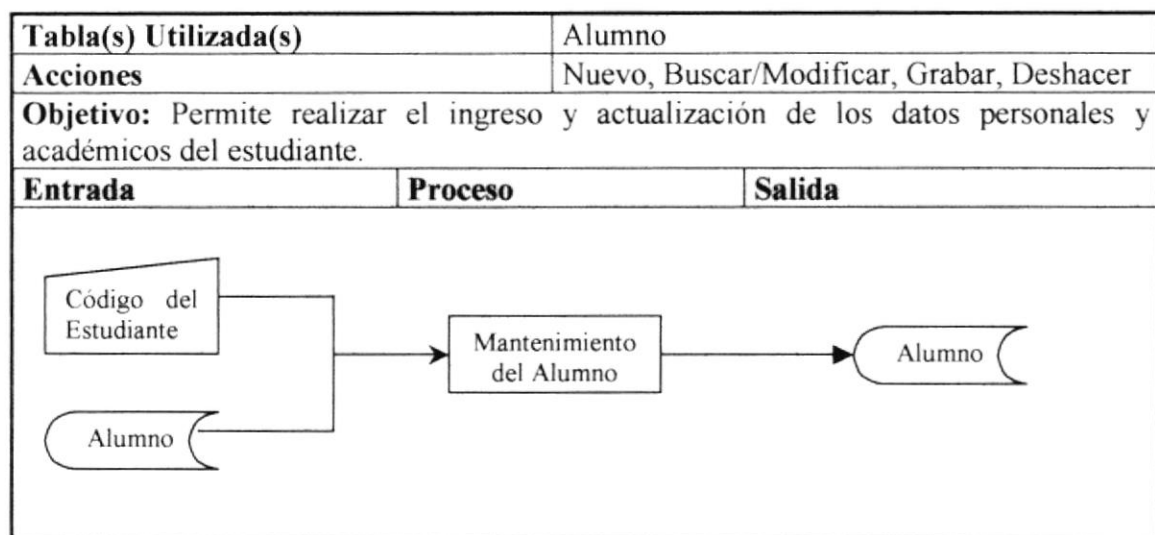 Tabla(s) Utilizada(s) Alumno
Acciones Nuevo, Buscar/Modificar, Grabar, Deshacer
Objetivo: Permite realizar el ingreso y actualización de los datos personales y
académicos del estudiante.
Entrada Proceso Salida
Código del
Estudiante
Mantenimiento
del Alumno
Alumno
Alumno